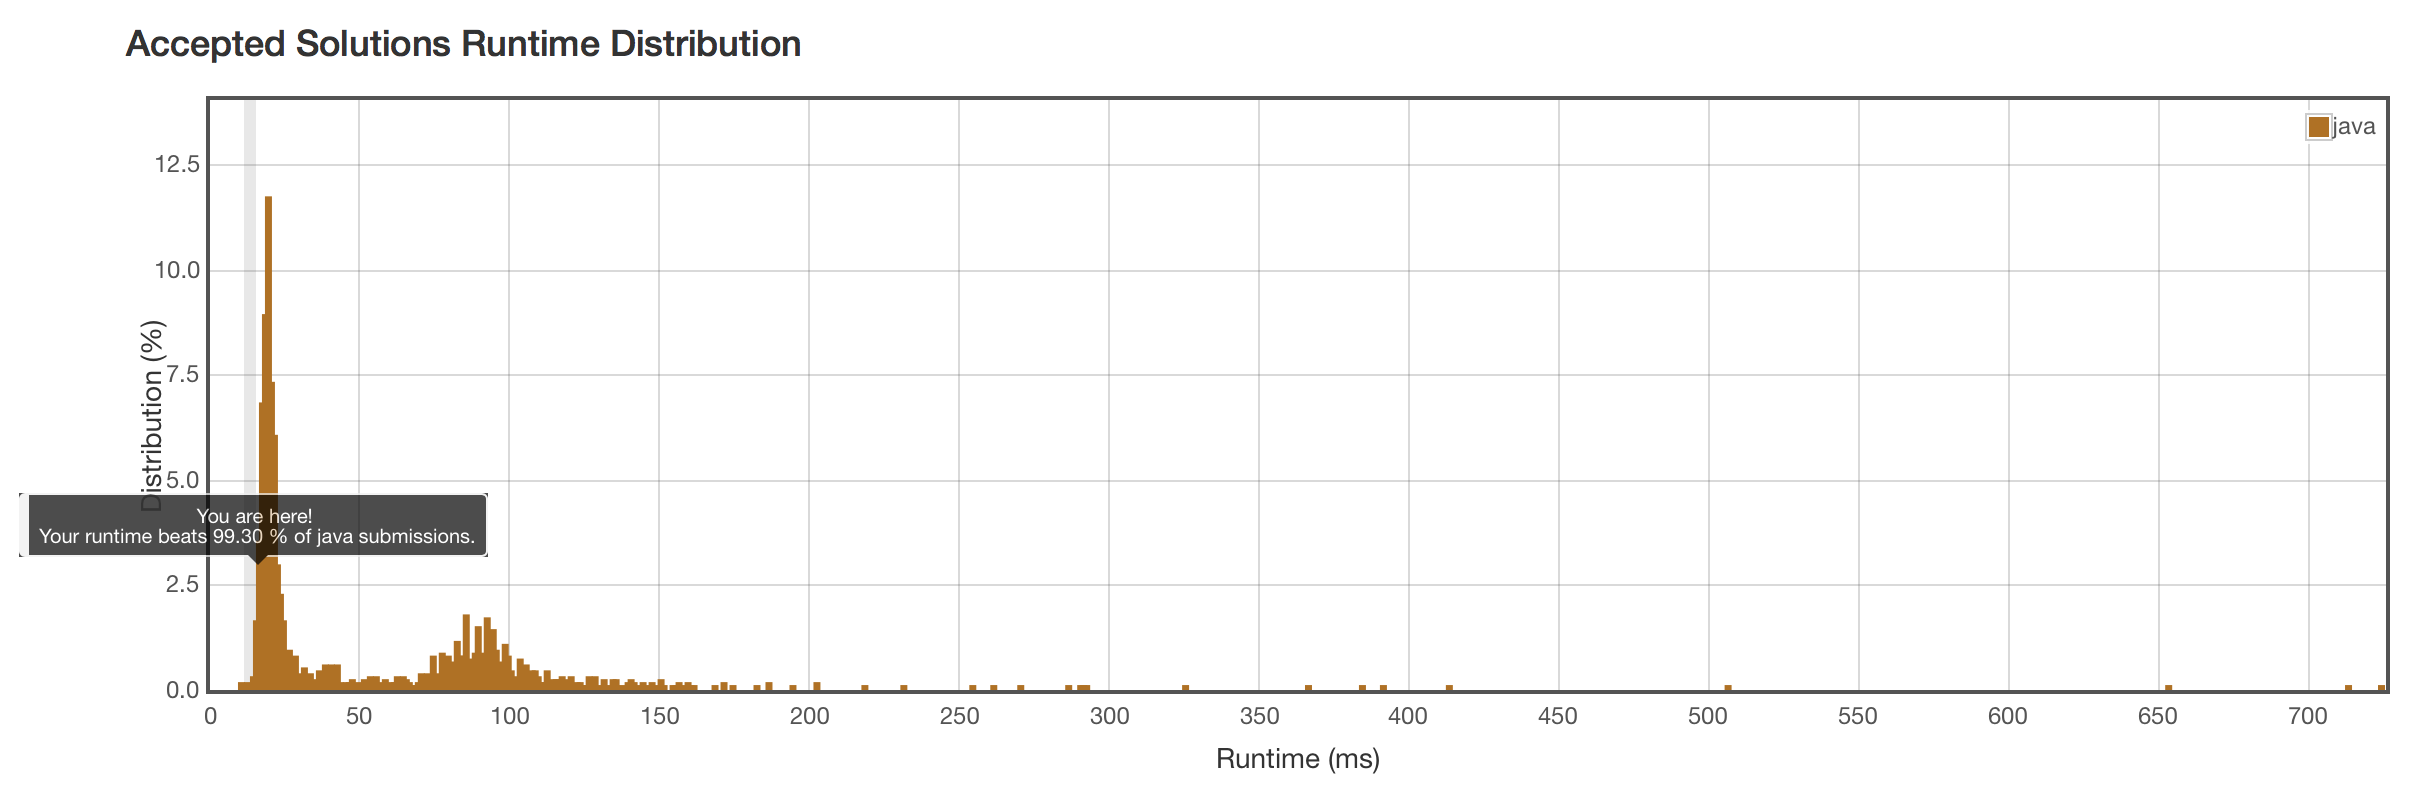 Accepted Solutions Runtime Distribution
java
12.5
10.0
7.5
5.0
2.5
0.0
Distribution (%)
You are here!
Your runtime beats 99.30 % of java submissions.
0 50 100 150 200 250 300 350 400 450 500 550 600 650 700
Runtime (ms)